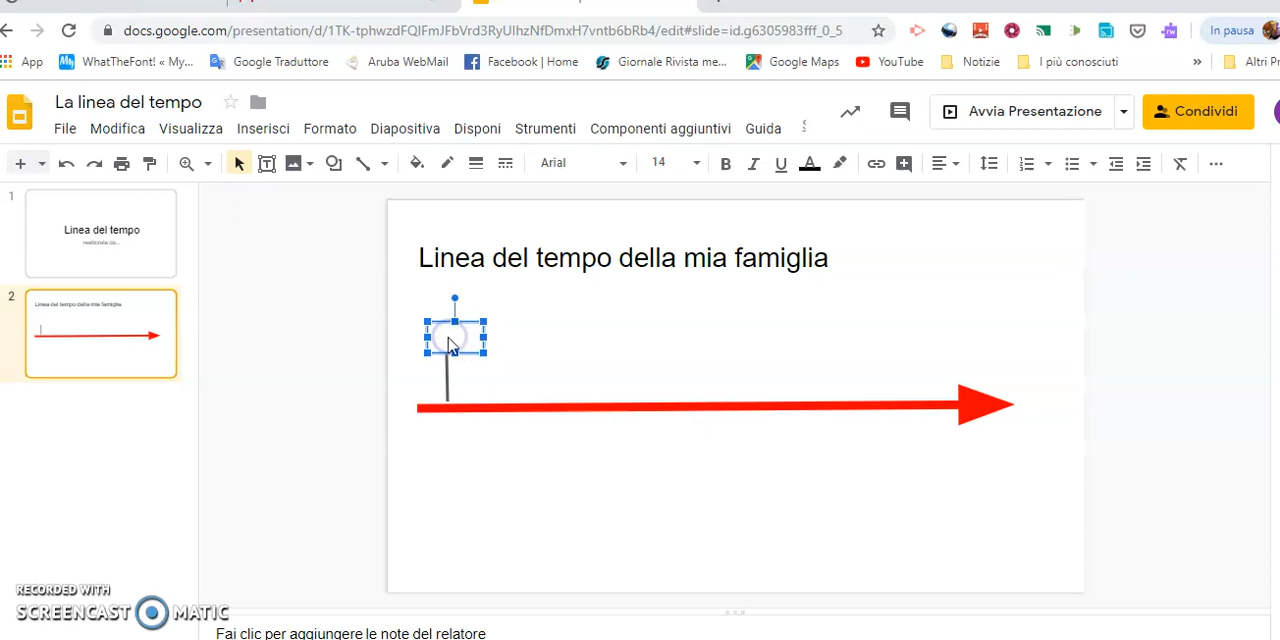 docs.google.com/presentation/d/1TK-tphwzdFQIFmJFbVrd3RyUlhzNfDmxH7vntb6bRb4/edit#slide=id.g6305983fff_0_5
In pausa
App
WhatTheFont! « My...
Google Traduttore
Aruba WebMail
Facebook | Home
Giornale Rivista me...
Google Maps
YouTube
Notizie
I più conosciuti
»
Altri Pr
La linea del tempo
Avvia Presentazione
Condividi
File
Modifica
Visualizza
Inserisci
Formato
Diapositiva
Disponi
Strumenti
Componenti aggiuntivi
Guida
Arial
14
B
I
U
A
1
Linea del tempo
realizzata da...
2
Linea del tempo della mia famiglia
Linea del tempo della mia famiglia
RECORDED WITH
SCREENCAST MATIC
Fai clic per aggiungere le note del relatore